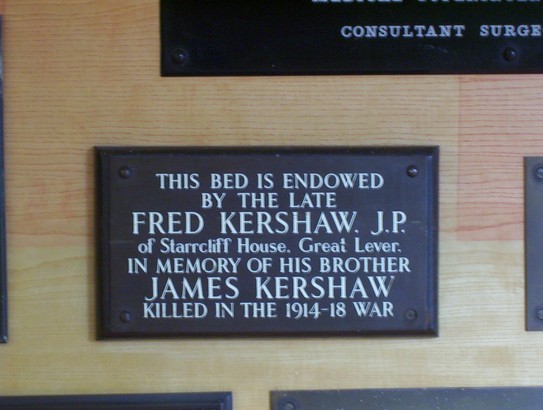 CONSULTANT SURGE
THIS BED IS ENDOWED
BY THE LATE
FRED KERSHAW. J.P.
of Starrcliff House. Great Lever.
IN MEMORY OF HIS BROTHER
JAMES KERSHAW
KILLED IN THE 1914-18 WAR